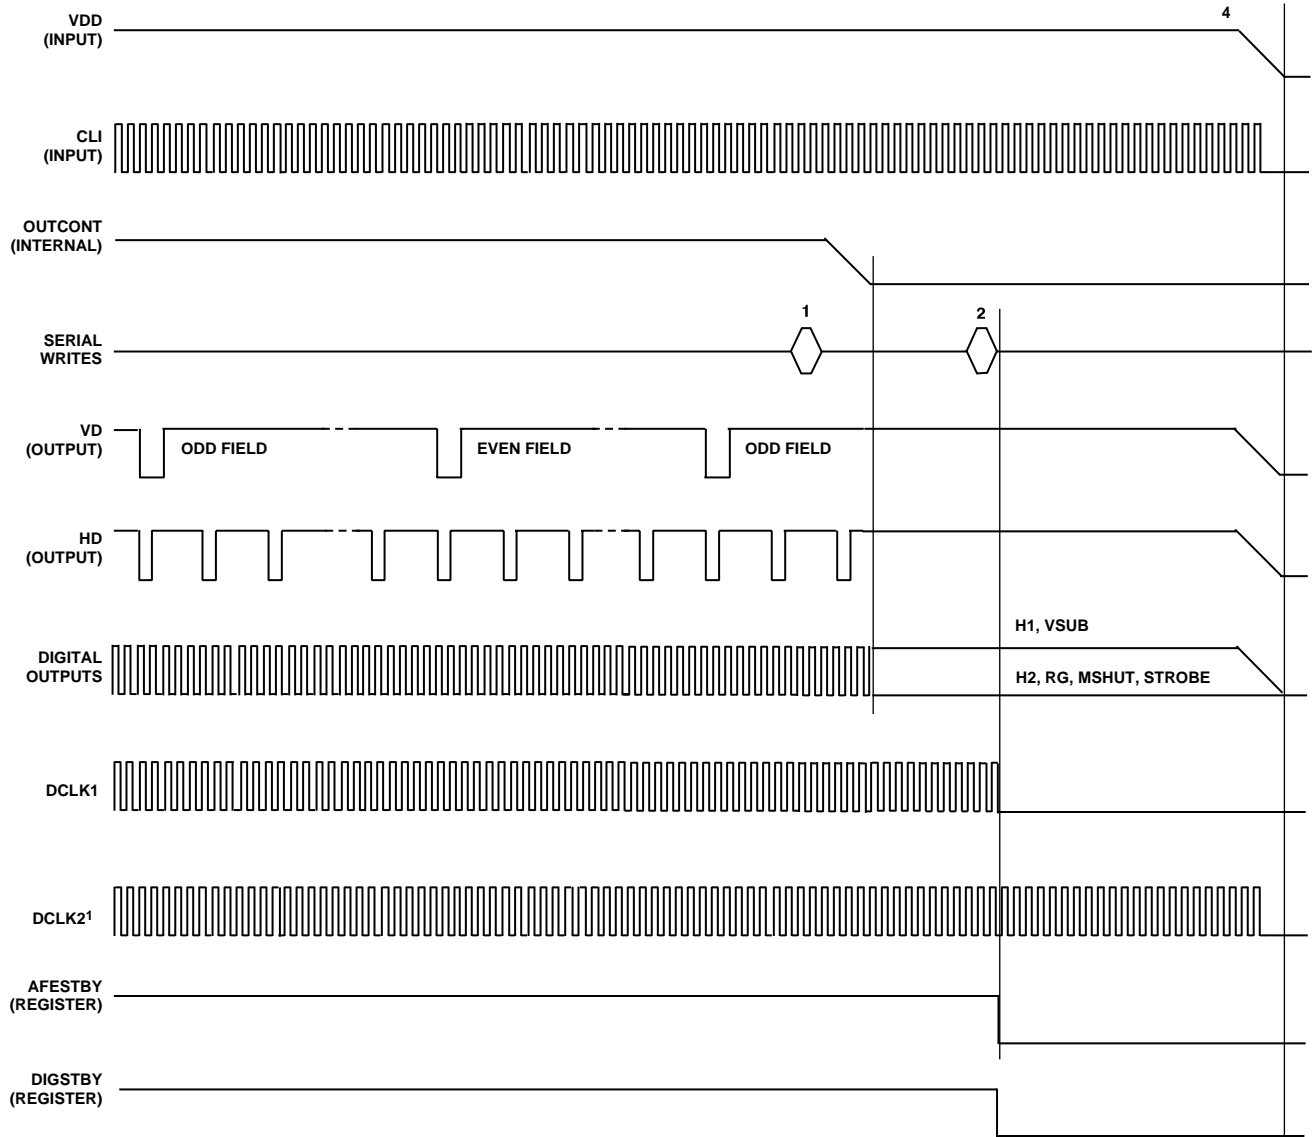 4
VDD
(INPUT)
CLI
(INPUT)
OUTCONT
(INTERNAL)
1
2
SERIAL
WRITES
VD
(OUTPUT)
ODD FIELD
EVEN FIELD
ODD FIELD
HD
(OUTPUT)
H1, VSUB
DIGITAL
OUTPUTS
H2, RG, MSHUT, STROBE
DCLK1
DCLK2¹
AFESTBY
(REGISTER)
DIGSTBY
(REGISTER)